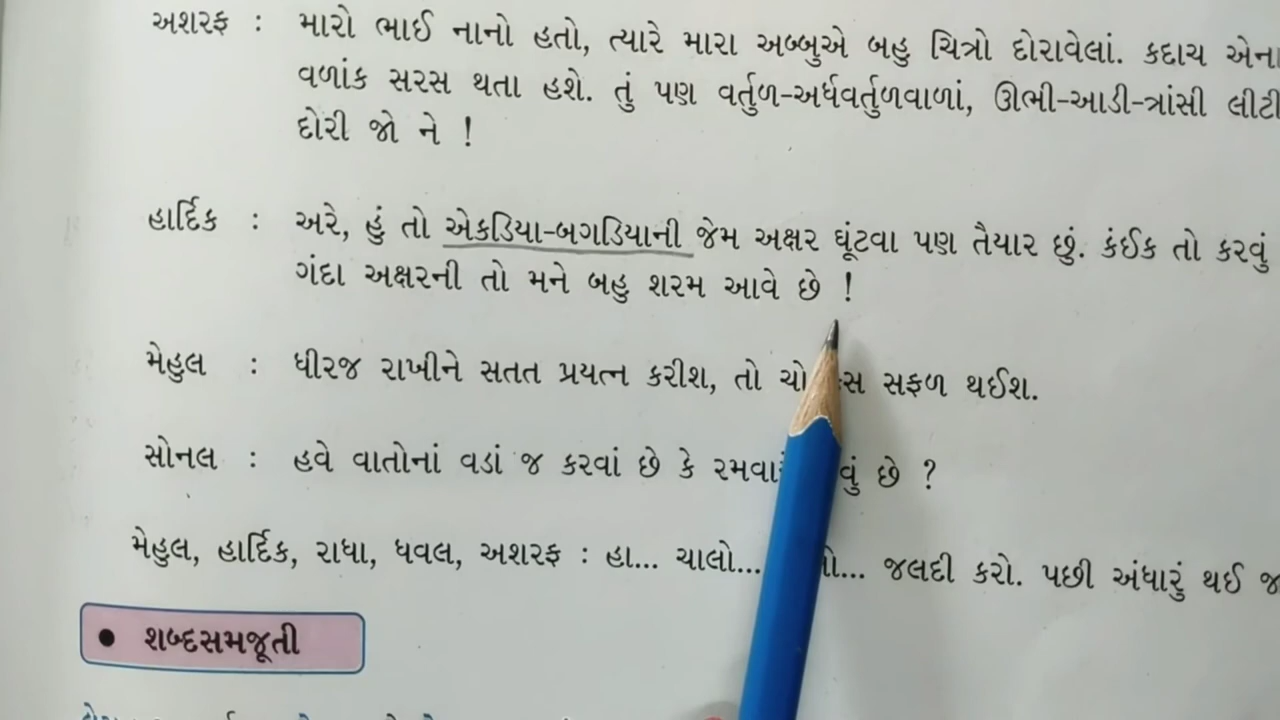 અશરફ : મારો ભાઈ નાનો હતો, ત્યારે મારા અબ્બુએ બહુ ચિત્રો દોરાવેલાં. કદાચ એના
વળાંક સરસ થતા હશે. તું પણ વર્તુળ-અર્ધવર્તુળવાળાં, ઊભી-આડી-ત્રાંસી લીટી
દોરી જો ને !
હાર્દિક : અરે, હું તો એકડિયા-બગડિયાની જેમ અક્ષર ઘૂંટવા પણ તૈયાર છું. કંઈક તો કરવું
ગંદા અક્ષરની તો મને બહુ શરમ આવે છે !
મેહુલ : ધીરજ રાખીને સતત પ્રયત્ન કરીશ, તો સફળ થઈશ.
સોનલ : હવે વાતોનાં વડાં જ કરવાં છે કે છે ?
મેહુલ, હાર્દિક, રાધા, ધવલ, અશરફ : હા... ચાલો... જલદી કરો. પછી અંધારું થઈ
• શબ્દસમજૂતી